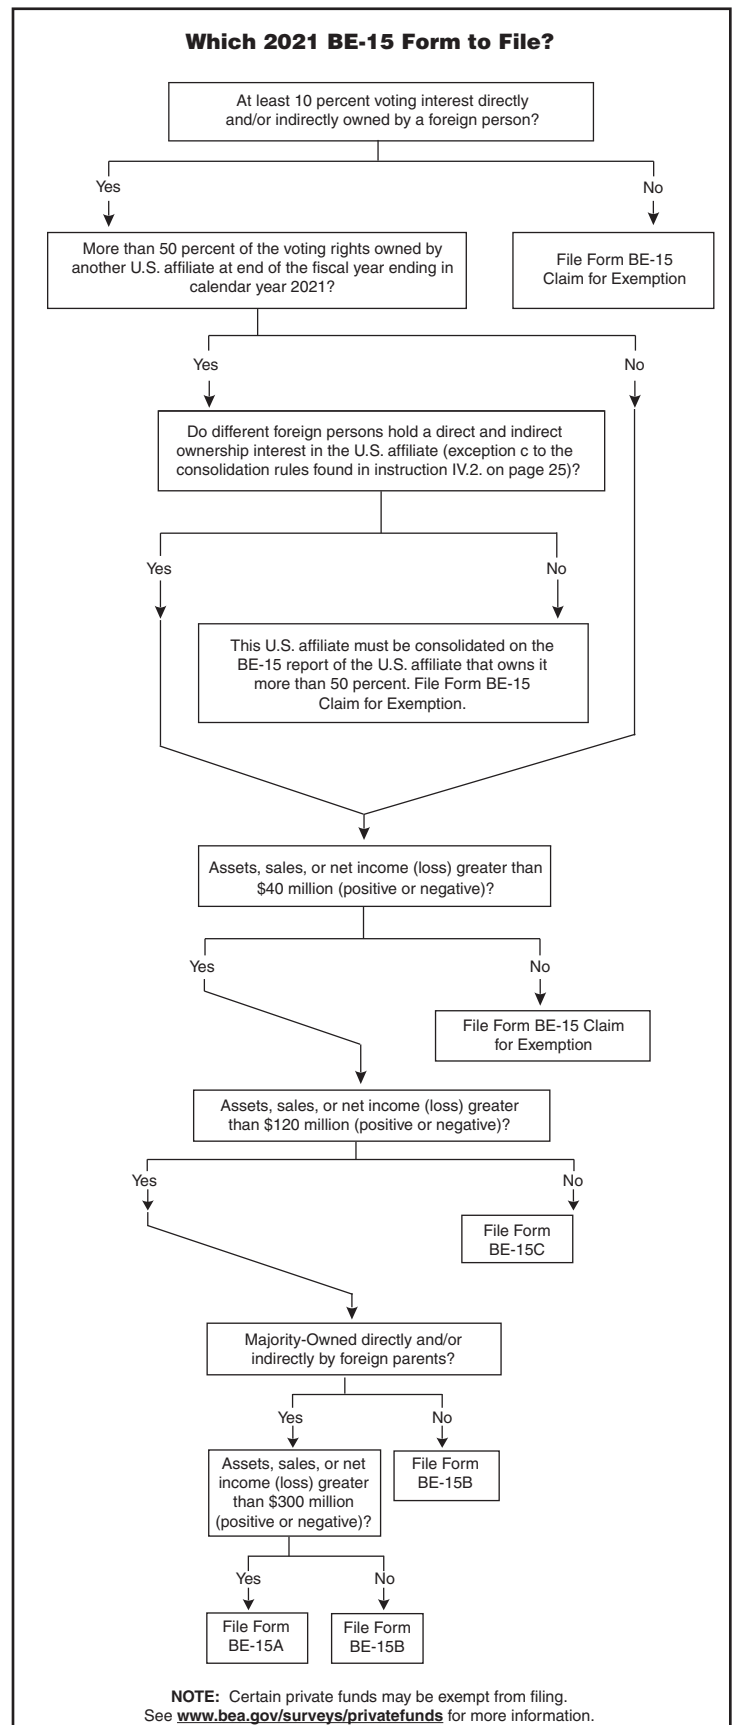 Which 2021 BE-15 Form to File?
At least 10 percent voting interest directly
and/or indirectly owned by a foreign person?
Yes
No
More than 50 percent of the voting rights owned by
another U.S. affiliate at end of the fiscal year ending in
calendar year 2021?
File Form BE-15
Claim for Exemption
Yes
No
Do different foreign persons hold a direct and indirect
ownership interest in the U.S. affiliate (exception c to the
consolidation rules found in instruction IV.2. on page 25)?
Yes
No
This U.S. affiliate must be consolidated on the
BE-15 report of the U.S. affiliate that owns it
more than 50 percent. File Form BE-15
Claim for Exemption.
Assets, sales, or net income (loss) greater than
$40 million (positive or negative)?
Yes
No
File Form BE-15 Claim
for Exemption
Assets, sales, or net income (loss) greater
than $120 million (positive or negative)?
Yes
No
File Form
BE-15C
Majority-Owned directly and/or
indirectly by foreign parents?
Yes
No
Assets, sales, or net
income (loss) greater
than $300 million
(positive or negative)?
File Form
BE-15B
Yes
No
File Form
BE-15A
File Form
BE-15B
NOTE: Certain private funds may be exempt from filing.
See www.bea.gov/surveys/privatefunds for more information.